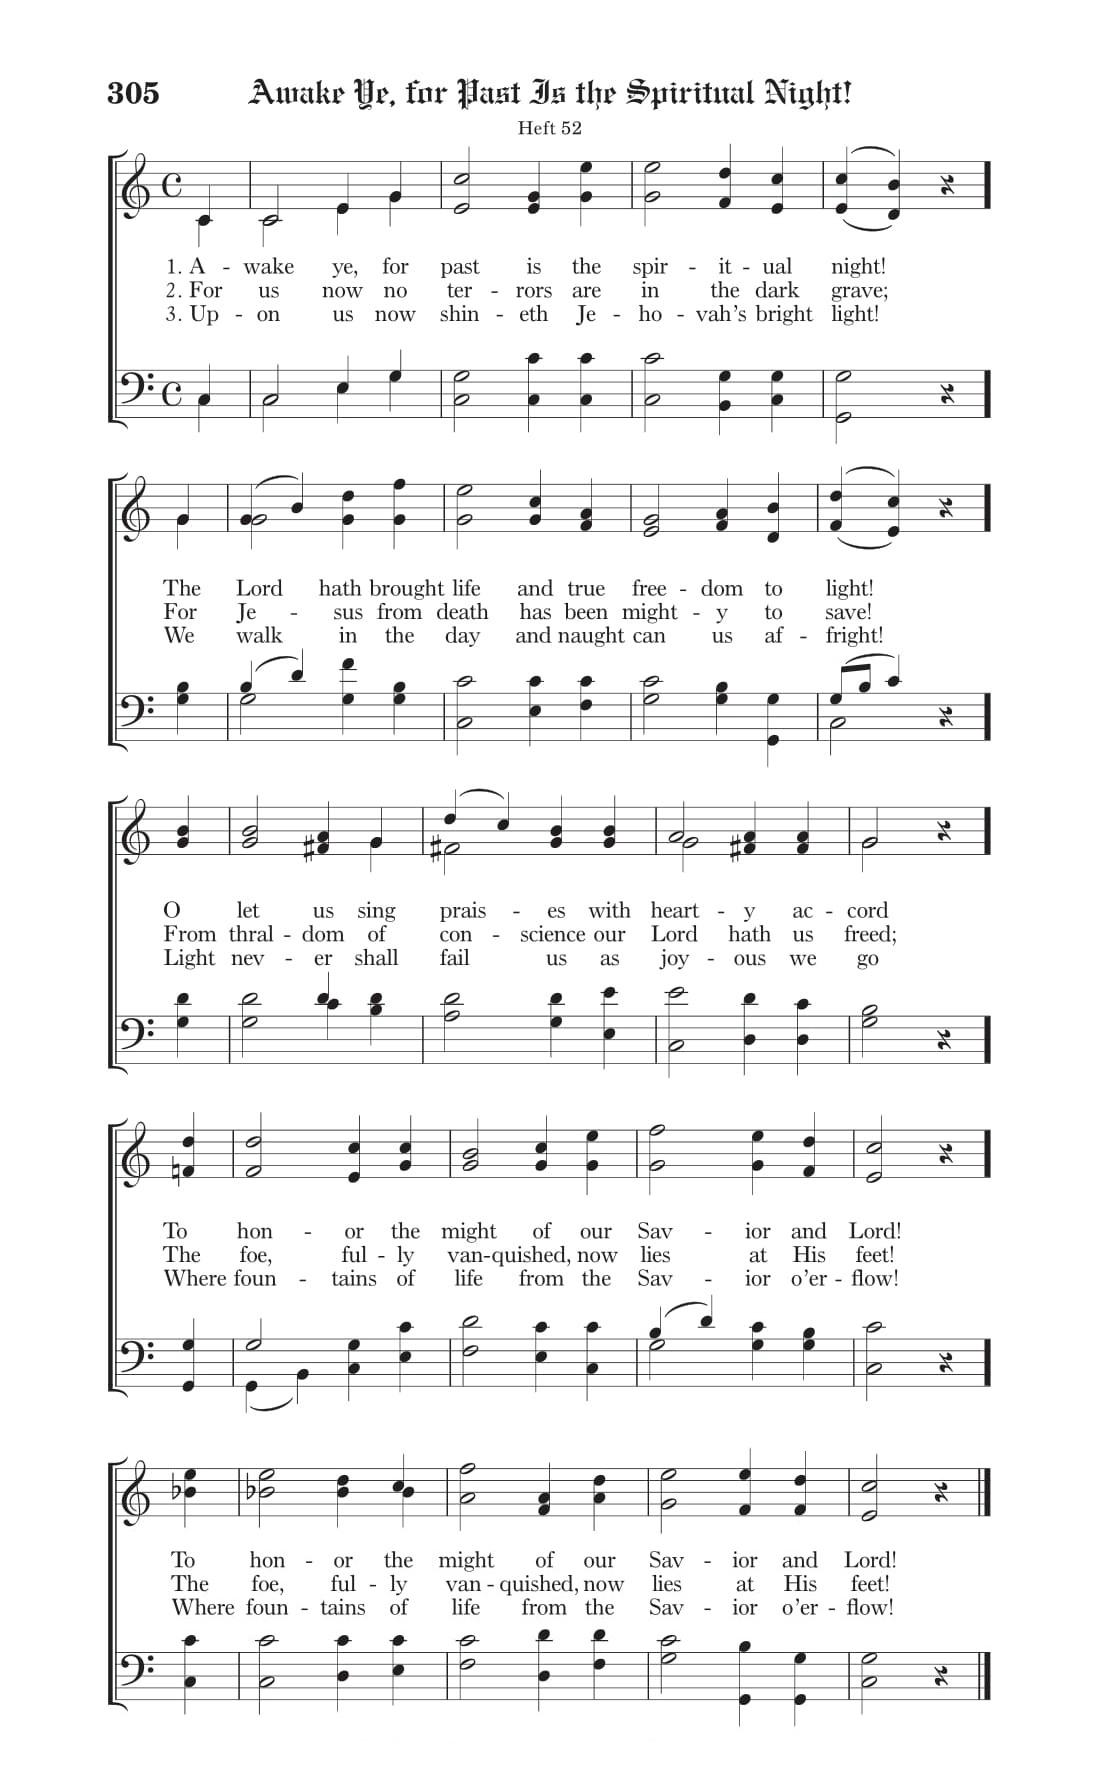 305 Awake Ye, for Past Is the Spiritual Night!
Heft 52
1. A - wake ye, for past is the spir - it - ual night!
2. For us now no ter - rors are in the dark grave;
3. Up - on us now shin - eth Je - ho - vah's bright light!
The Lord hath brought life and true free - dom to light!
For Je - sus from death has been might - y to save!
We walk in the day and naught can us af - fright!
O let us sing prais - es with heart - y ac - cord
From thral - dom of con - science our Lord hath us freed;
Light nev - er shall fail us as joy - ous we go
To hon - or the might of our Sav - ior and Lord!
The foe, ful - ly van-quished, now lies at His feet!
Where foun - tains of life from the Sav - ior o'er - flow!
To hon - or the might of our Sav - ior and Lord!
The foe, ful - ly van - quished, now lies at His feet!
Where foun - tains of life from the Sav - ior o'er - flow!